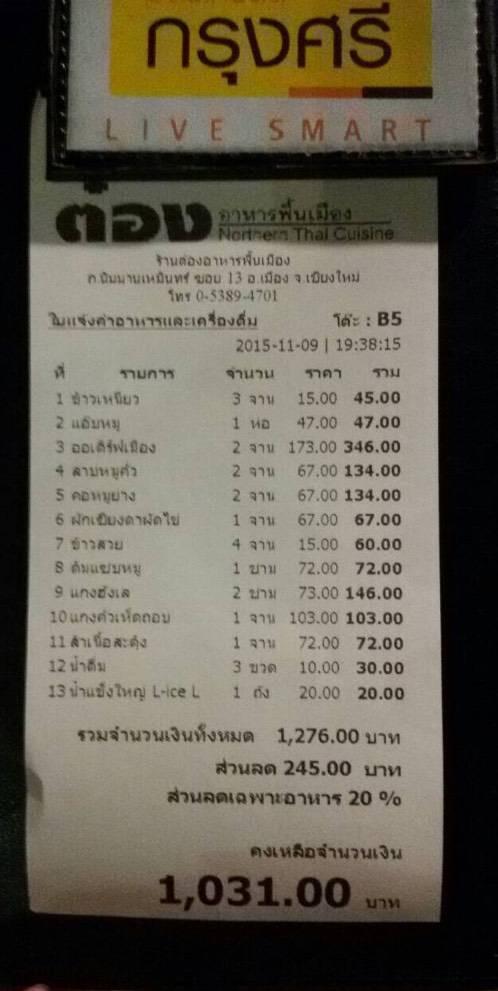 กรุงศรี
LIVE SMART
ต๋อง อาหารพื้นเมือง
Northern Thai Cuisine
ร้านต๋องอาหารพื้นเมือง
ถ.นิมมานเหมินทร์ ซอย 13 อ.เมือง จ.เชียงใหม่
โทร 0-5389-4701
ใบแจ้งค่าอาหารและเครื่องดื่ม โต๊ะ : B5
2015-11-09 | 19:38:15
ที่ รายการ จำนวน ราคา รวม
1 ข้าวเหนียว 3 จาน 15.00 45.00
2 แอ๊บหมู 1 ห่อ 47.00 47.00
3 ออเดิร์ฟเมือง 2 จาน 173.00 346.00
4 ลาบหมูคั่ว 2 จาน 67.00 134.00
5 คอหมูย่าง 2 จาน 67.00 134.00
6 ผักเชียงดาผัดไข่ 1 จาน 67.00 67.00
7 ข้าวสวย 4 จาน 15.00 60.00
8 ต้มแซบหมู 1 ชาม 72.00 72.00
9 แกงฮังเล 2 ชาม 73.00 146.00
10 แกงคั่วเห็ดถอบ 1 จาน 103.00 103.00
11 ลำเนื้อสะดุ้ง 1 จาน 72.00 72.00
12 น้ำดื่ม 3 ขวด 10.00 30.00
13 น้ำแข็งใหญ่ L-ice L 1 ถัง 20.00 20.00
รวมจำนวนเงินทั้งหมด 1,276.00 บาท
ส่วนลด 245.00 บาท
ส่วนลดเฉพาะอาหาร 20 %
คงเหลือจำนวนเงิน
1,031.00 บาท